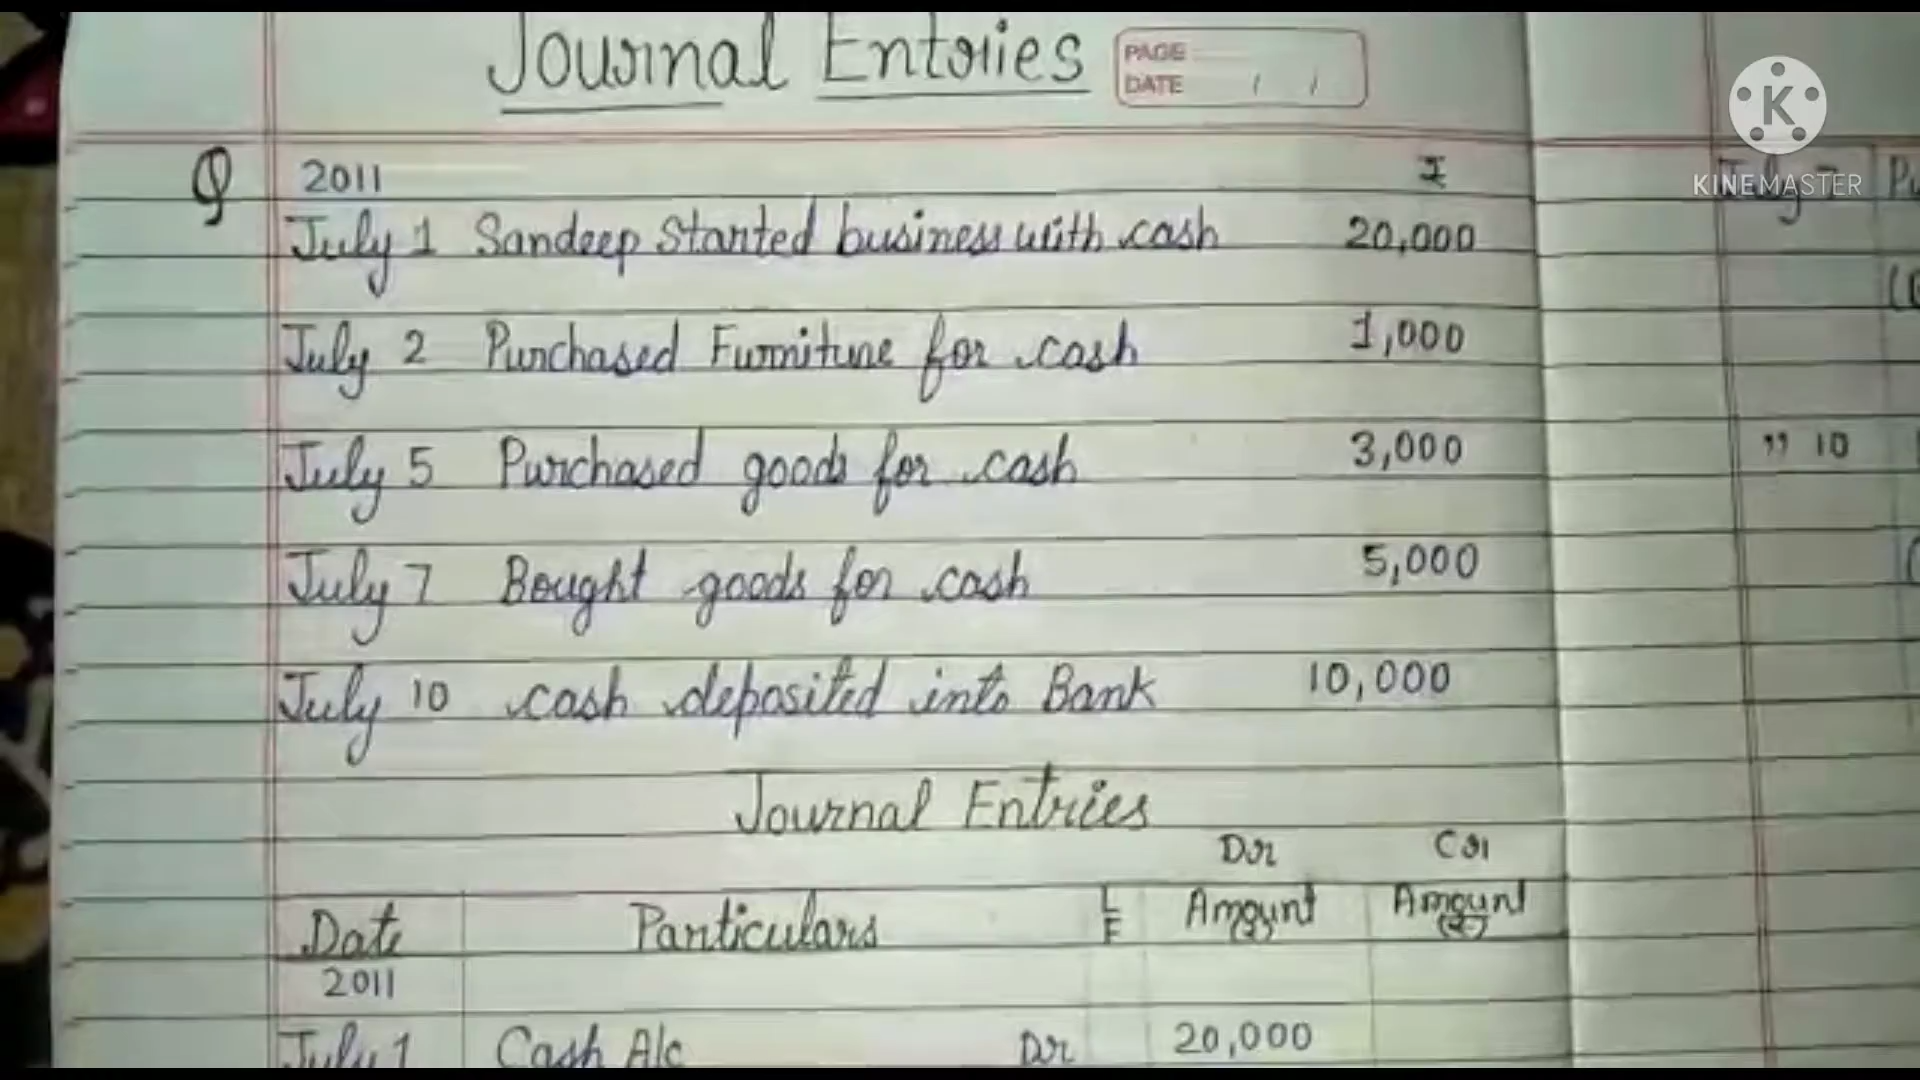 Journal Entries
PAGE
DATE / /
KINEMASTER
Q 2011 ₹
July 1 Sandeep Started business with cash 20,000
July 2 Purchased Furniture for cash 1,000
July 5 Purchased goods for cash 3,000
July 7 Bought goods for cash 5,000
July 10 cash deposited into Bank 10,000
Journal Entries
Dr Cr
Date Particulars L F Amount (₹) Amount (₹)
2011
July 1 Cash A/c Dr 20,000
July 7 Pu
" 10